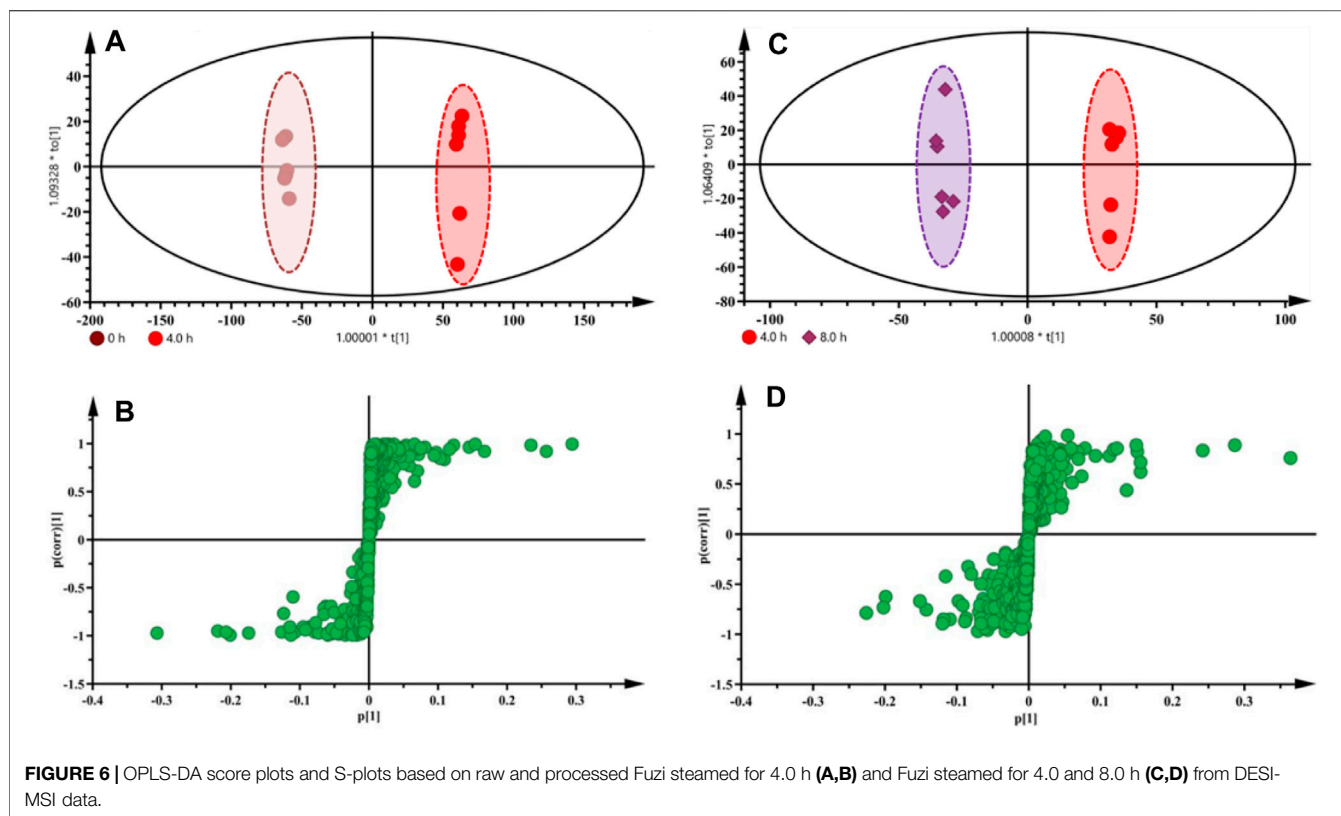 A
40
20
0
-20
-40
-60
1.09328 * to[1]
-200 -150 -100 -50 0 50 100 150
0 h 4.0 h 1.00001 * t[1]
C
60
40
20
0
-20
-40
-60
-80
1.06409 * to[1]
-100 -50 0 50 100
4.0 h 8.0 h 1.00008 * t[1]
B
1
0.5
0
-0.5
-1
-1.5
p(corr)[1]
-0.4 -0.3 -0.2 -0.1 0 0.1 0.2 0.3
p[1]
D
1
0.5
0
-0.5
-1
-1.5
p(corr)[1]
-0.4 -0.3 -0.2 -0.1 0 0.1 0.2 0.3
p[1]
FIGURE 6 | OPLS-DA score plots and S-plots based on raw and processed Fuzi steamed for 4.0 h (A,B) and Fuzi steamed for 4.0 and 8.0 h (C,D) from DESI-
MSI data.